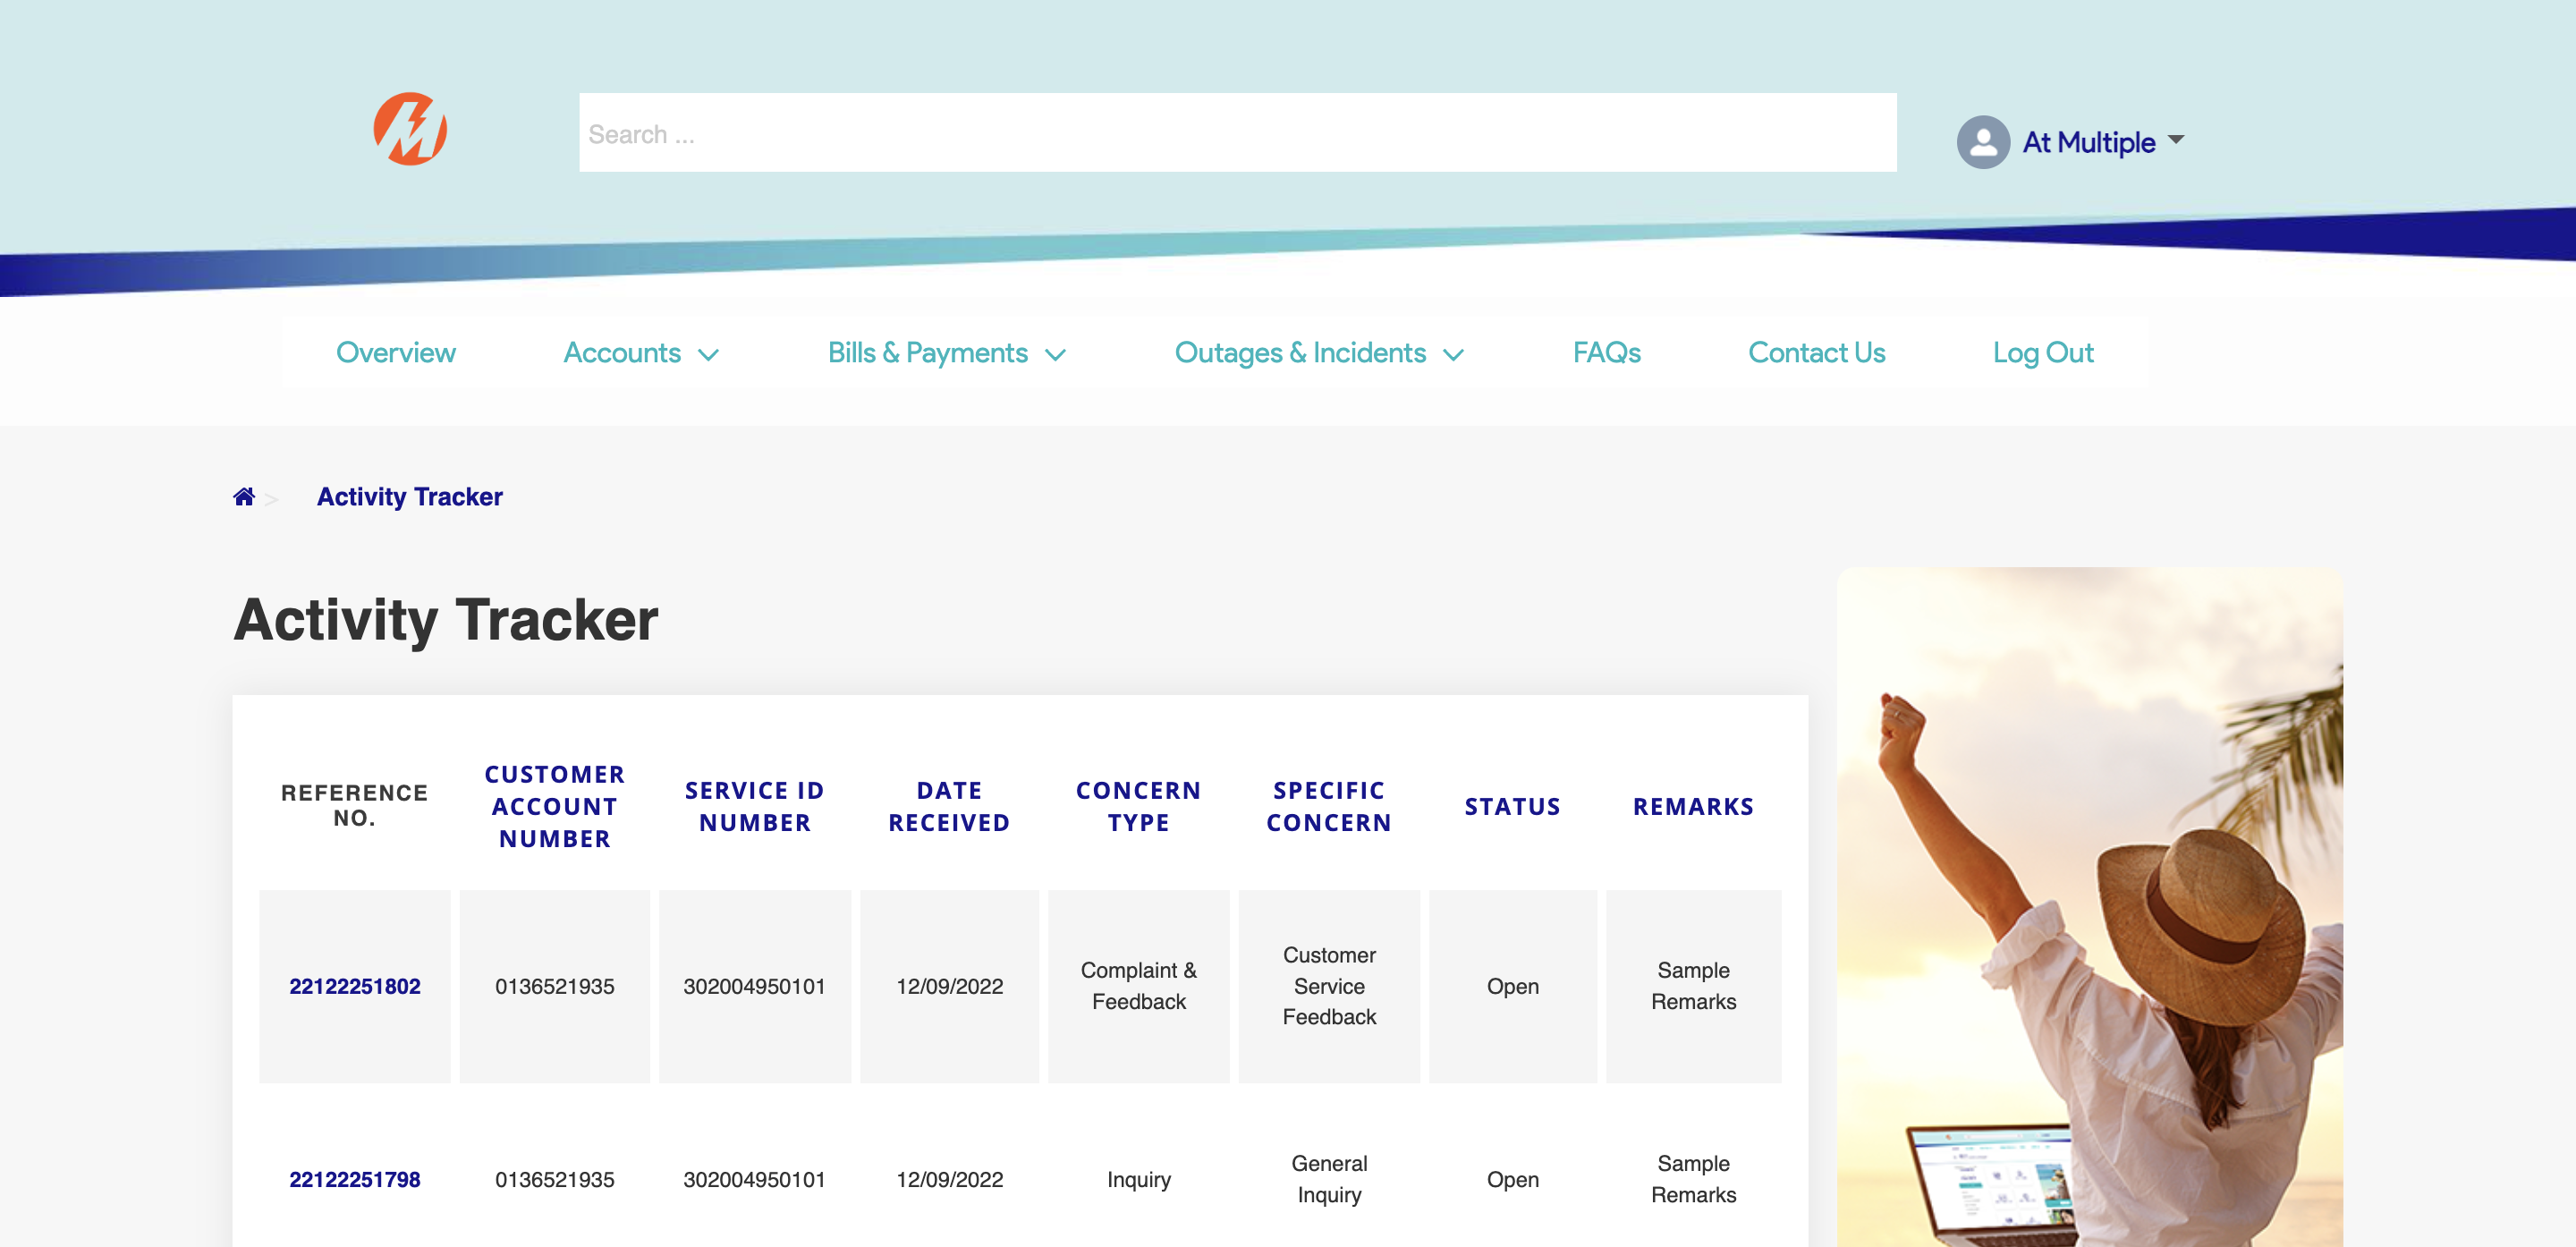 Search ...
At Multiple
Overview
Accounts
Bills & Payments
Outages & Incidents
FAQs
Contact Us
Log Out
> Activity Tracker
Activity Tracker
REFERENCE
NO.
CUSTOMER
ACCOUNT
NUMBER
SERVICE ID
NUMBER
DATE
RECEIVED
CONCERN
TYPE
SPECIFIC
CONCERN
STATUS
REMARKS
22122251802
0136521935
302004950101
12/09/2022
Complaint &
Feedback
Customer
Service
Feedback
Open
Sample
Remarks
22122251798
0136521935
302004950101
12/09/2022
Inquiry
General
Inquiry
Open
Sample
Remarks